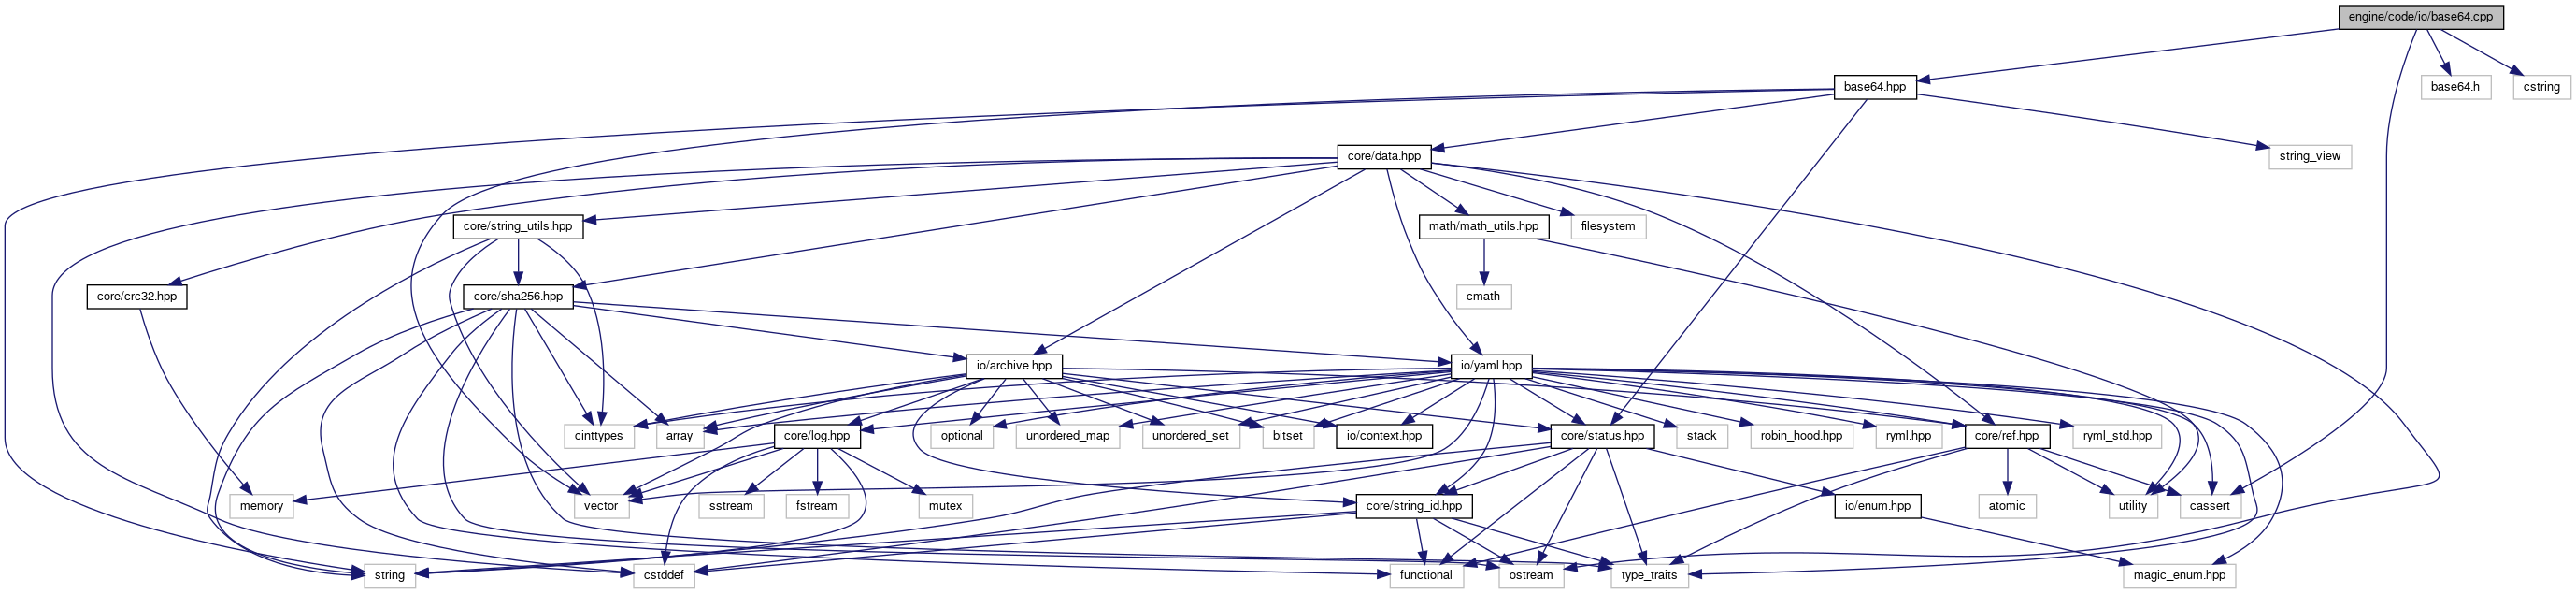 engine/code/io/base64.cpp
base64.hpp
base64.h
cstring
core/data.hpp
string_view
core/string_utils.hpp
math/math_utils.hpp
filesystem
core/crc32.hpp
core/sha256.hpp
cmath
io/archive.hpp
io/yaml.hpp
cinttypes
array
core/log.hpp
optional
unordered_map
unordered_set
bitset
io/context.hpp
core/status.hpp
stack
robin_hood.hpp
ryml.hpp
core/ref.hpp
ryml_std.hpp
memory
vector
sstream
fstream
mutex
core/string_id.hpp
io/enum.hpp
atomic
utility
cassert
string
cstddef
functional
ostream
type_traits
magic_enum.hpp